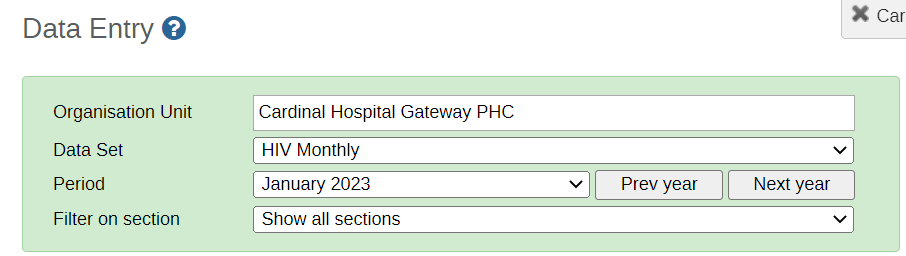 Data Entry ?
Car
Organisation Unit Cardinal Hospital Gateway PHC
Data Set HIV Monthly
Period January 2023 Prev year Next year
Filter on section Show all sections